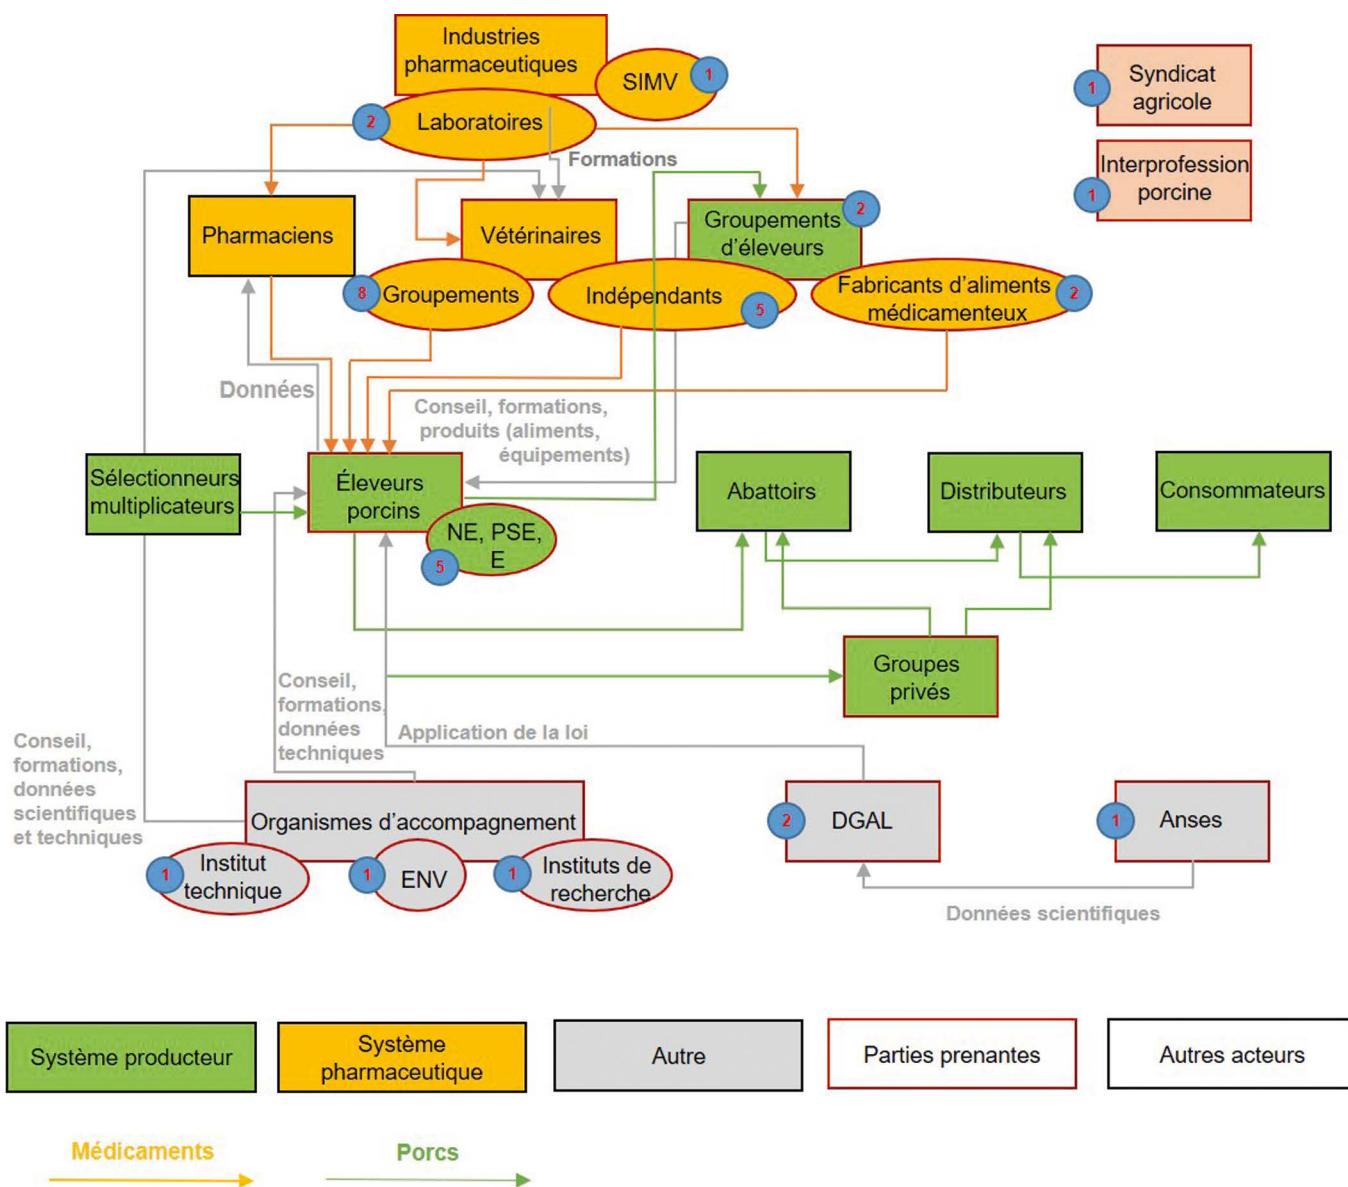 Industries
pharmaceutiques
SIMV
1
2
Laboratoires
Formations
1
Syndicat
agricole
1
Interprofession
porcine
Pharmaciens
Vétérinaires
Groupements
d'éleveurs
2
8
Groupements
Indépendants
5
Fabricants d'aliments
médicamenteux
2
Données
Conseil, formations,
produits (aliments,
équipements)
Sélectionneurs
multiplicateurs
Éleveurs
porcins
NE, PSE,
E
5
Abattoirs
Distributeurs
Consommateurs
Groupes
privés
Conseil,
formations,
données
techniques
Application de la loi
Conseil,
formations,
données
scientifiques
et techniques
Organismes d'accompagnement
1
Institut
technique
1
ENV
1
Instituts de
recherche
2
DGAL
1
Anses
Données scientifiques
Système producteur
Système
pharmaceutique
Autre
Parties prenantes
Autres acteurs
Médicaments
Porcs